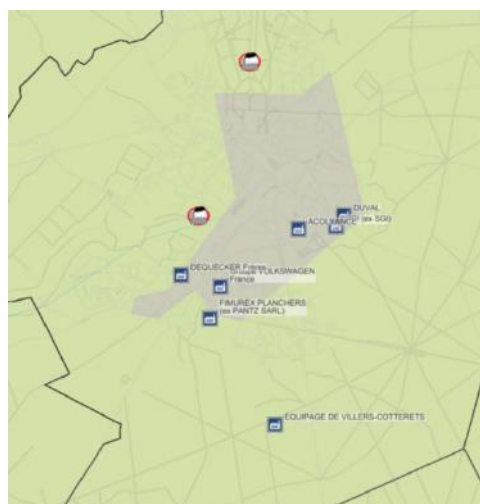 DUVAL
(ex SGI)
ACOLYANCE
DEQUECKER Frères
Groupe VOLKSWAGEN
France
FIMUREX PLANCHERS
(ex PANTZ SARL)
EQUIPAGE DE VILLERS-COTTERETS